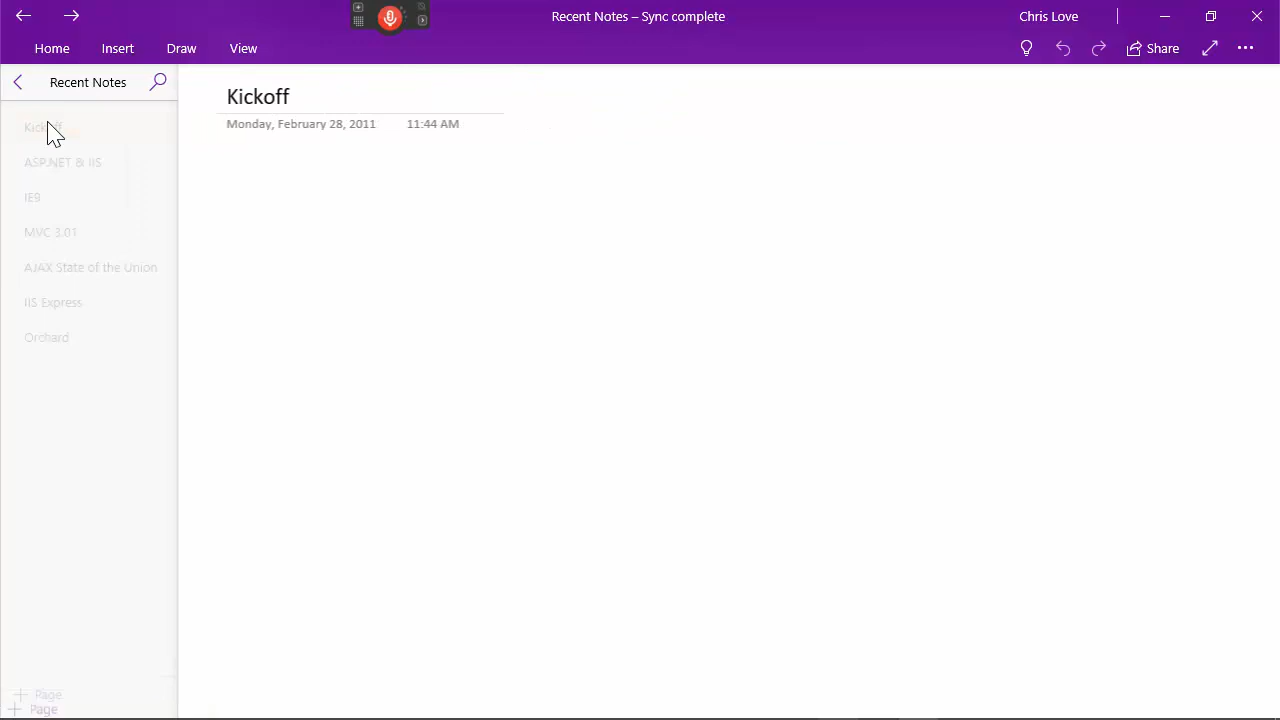 Recent Notes – Sync complete
Chris Love
Home
Insert
Draw
View
Share
Recent Notes
Kickoff
ASP.NET & IIS
IE9
MVC 3.01
AJAX State of the Union
IIS Express
Orchard
Page
Page
Kickoff
Monday, February 28, 2011
11:44 AM